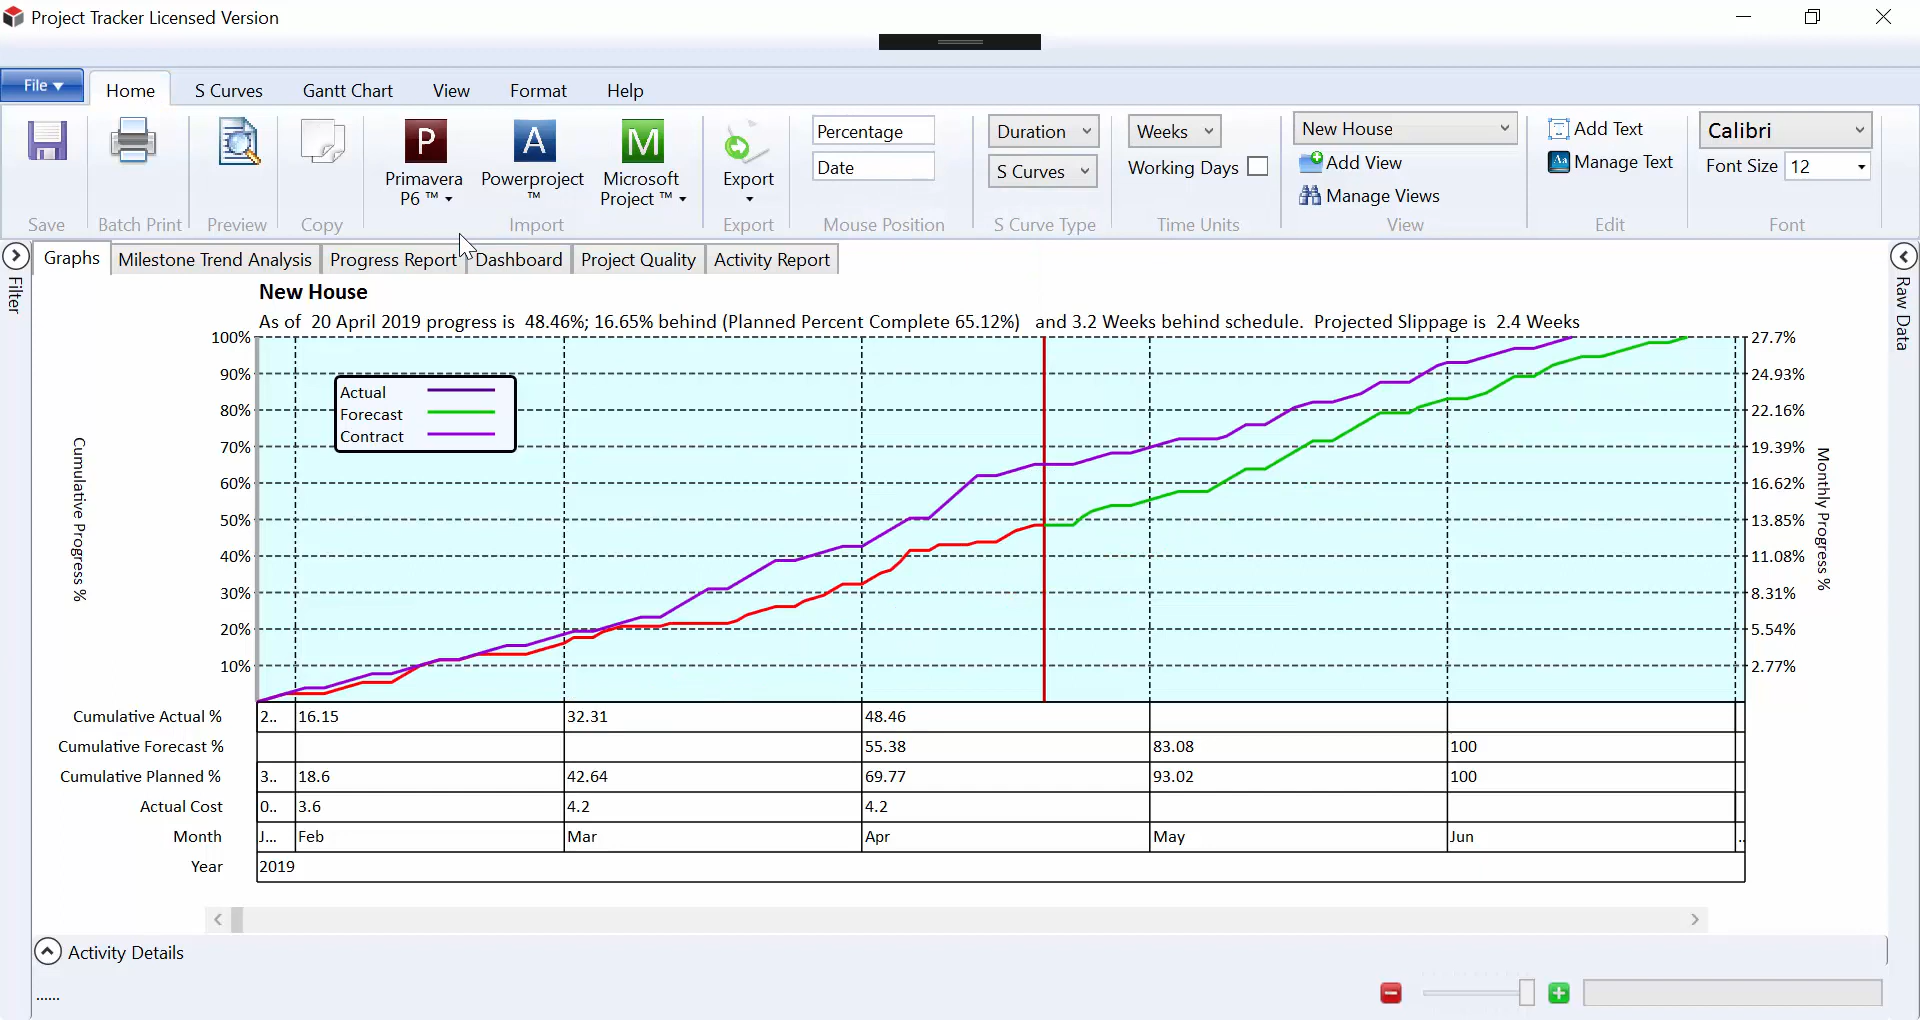 Project Tracker Licensed Version
File
Home
S Curves
Gantt Chart
View
Format
Help
Save
Batch Print
Preview
Copy
Primavera
P6 ™
Powerproject
™
Microsoft
Project ™
Import
Export
Export
Percentage
Date
Mouse Position
Duration
S Curves
S Curve Type
Weeks
Working Days
Time Units
New House
Add View
Manage Views
View
Add Text
Manage Text
Edit
Calibri
Font Size 12
Font
Filter
Graphs
Milestone Trend Analysis
Progress Report
Dashboard
Project Quality
Activity Report
Raw Data
New House
As of 20 April 2019 progress is 48.46%; 16.65% behind (Planned Percent Complete 65.12%) and 3.2 Weeks behind schedule. Projected Slippage is 2.4 Weeks
Cumulative Progress %
100%
90%
80%
70%
60%
50%
40%
30%
20%
10%
Actual
Forecast
Contract
27.7%
24.93%
22.16%
19.39%
16.62%
13.85%
11.08%
8.31%
5.54%
2.77%
Monthly Progress %
Cumulative Actual % 2.. 16.15 32.31 48.46
Cumulative Forecast % 55.38 83.08 100
Cumulative Planned % 3.. 18.6 42.64 69.77 93.02 100
Actual Cost 0.. 3.6 4.2 4.2
Month J... Feb Mar Apr May Jun ..
Year 2019
Activity Details
......